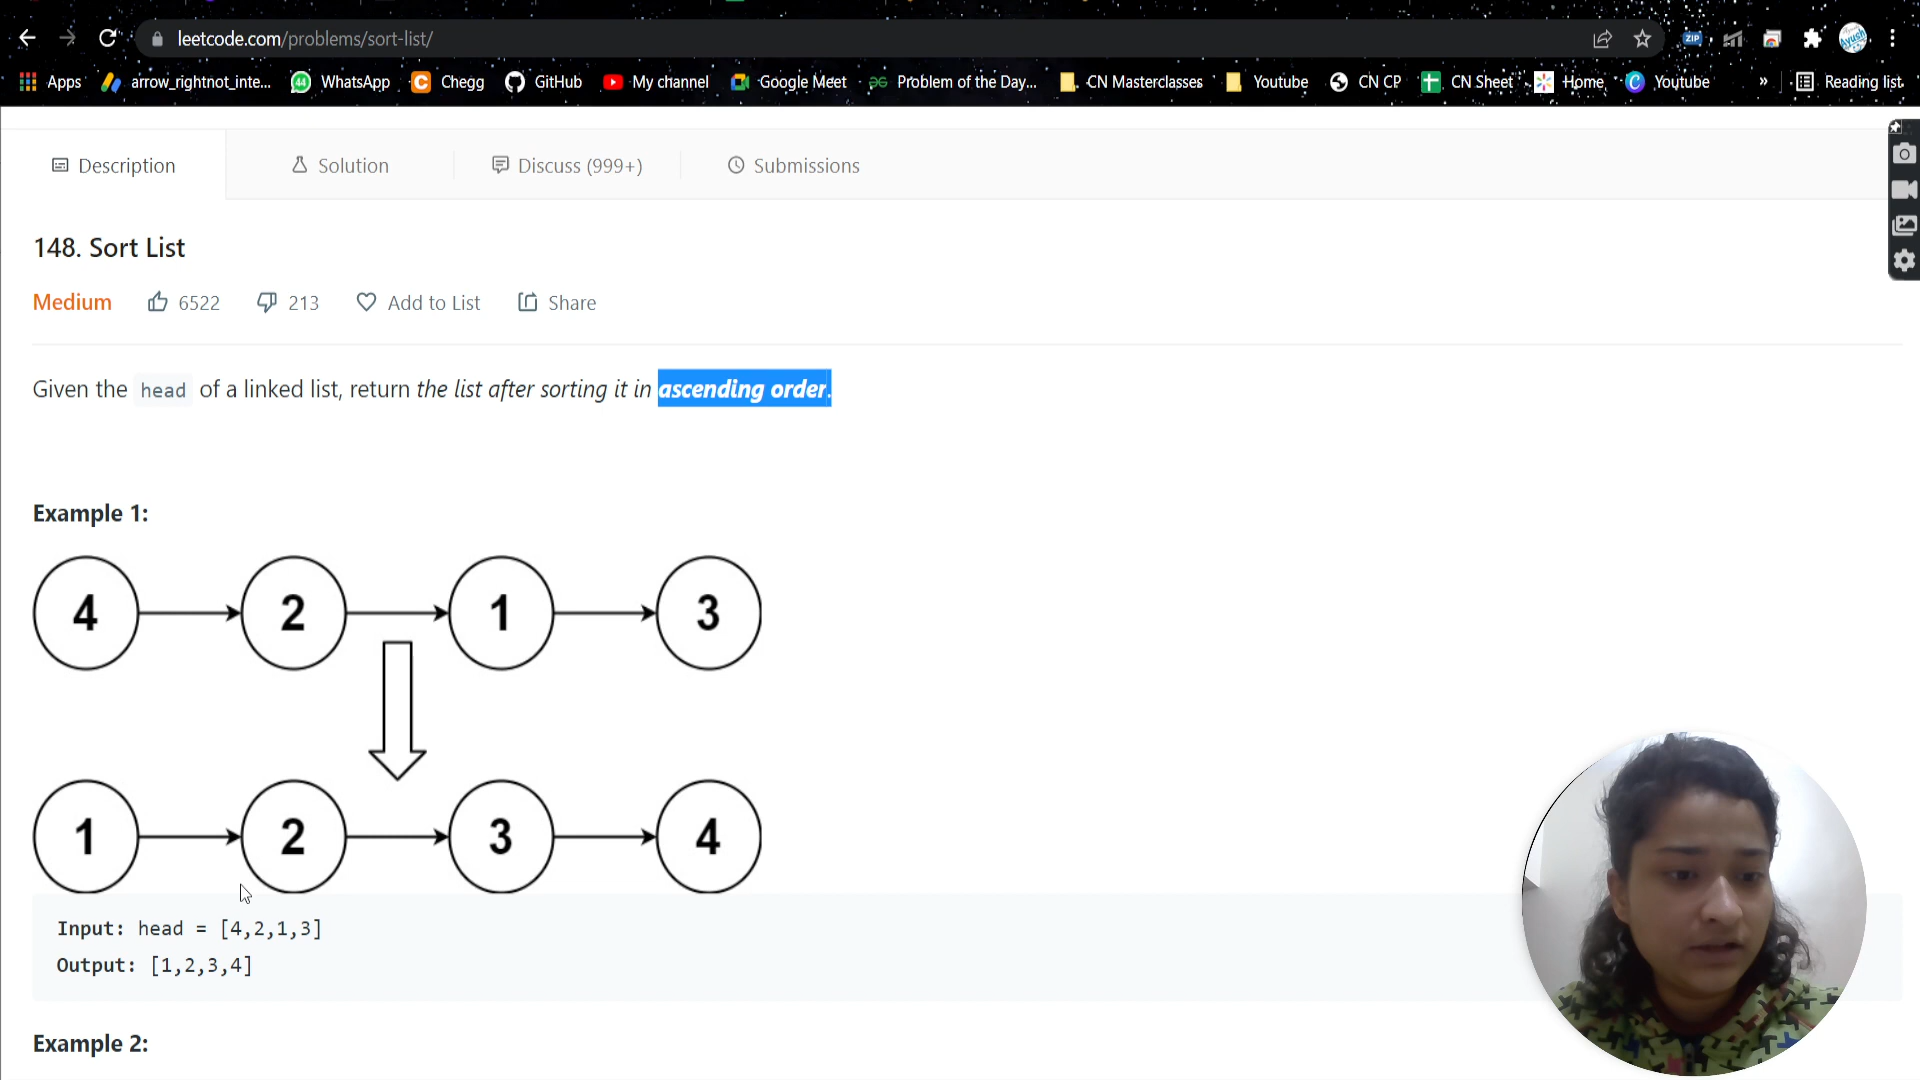 leetcode.com/problems/sort-list/
Apps arrow_rightnot_inte... WhatsApp Chegg GitHub My channel Google Meet Problem of the Day... CN Masterclasses Youtube CN CP CN Sheet Home Youtube » Reading list
Description Solution Discuss (999+) Submissions
148. Sort List
Medium 6522 213 Add to List Share
Given the head of a linked list, return the list after sorting it in ascending order.
Example 1:
4 2 1 3
1 2 3 4
Input: head = [4,2,1,3]
Output: [1,2,3,4]
Example 2:
ZIP
44